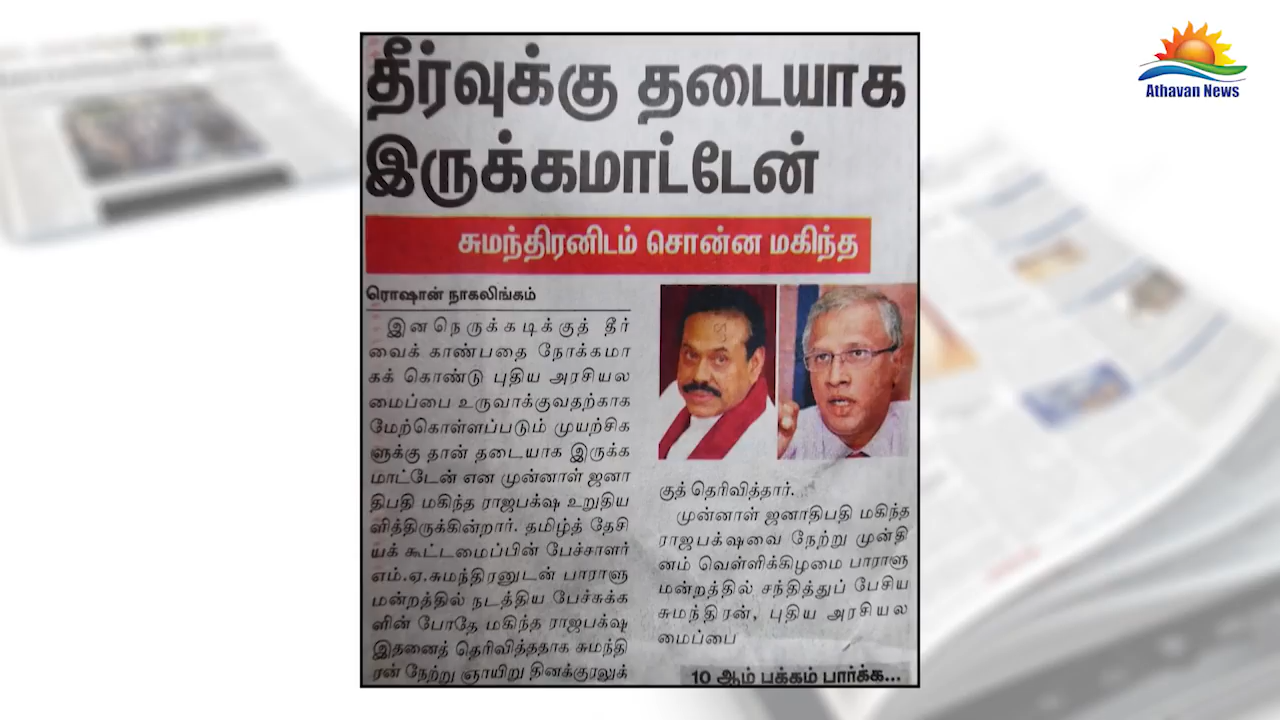 Athavan News
தீர்வுக்கு தடையாக
இருக்கமாட்டேன்
சுமந்திரனிடம் சொன்ன மகிந்த
ரொஷான் நாகலிங்கம்
இனநெருக்கடிக்குத் தீர்
வைக் காண்பதை நோக்கமா
கக் கொண்டு புதிய அரசியல
மைப்பை உருவாக்குவதற்காக
மேற்கொள்ளப்படும் முயற்சிக
ளுக்கு தான் தடையாக இருக்க
மாட்டேன் என முன்னாள் ஜனா
திபதி மகிந்த ராஜபக்ஷ உறுதிய
ளித்திருக்கின்றார். தமிழ்த் தேசி
யக் கூட்டமைப்பின் பேச்சாளர்
எம்.ஏ.சுமந்திரனுடன் பாராளு
மன்றத்தில் நடத்திய பேச்சுக்க
ளின் போதே மகிந்த ராஜபக்ஷ
இதனைத் தெரிவித்ததாக சுமந்தி
ரன் நேற்று ஞாயிறு தினக்குரலுக்
குத் தெரிவித்தார்.
முன்னாள் ஜனாதிபதி மகிந்த
ராஜபக்ஷவை நேற்று முன்தி
னம் வெள்ளிக்கிழமை பாராளு
மன்றத்தில் சந்தித்துப் பேசிய
சுமந்திரன், புதிய அரசியல
மைப்பை
10 ஆம் பக்கம் பார்க்க...